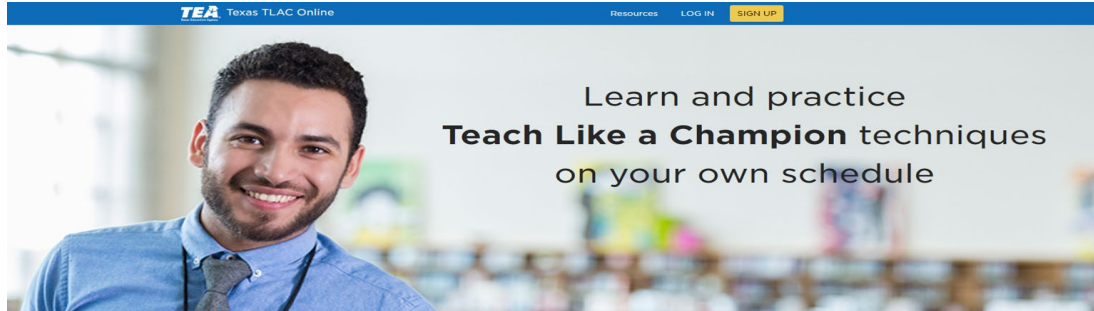 TEA Texas TLAC Online Resources LOG IN SIGN UP
Learn and practice
Teach Like a Champion techniques
on your own schedule